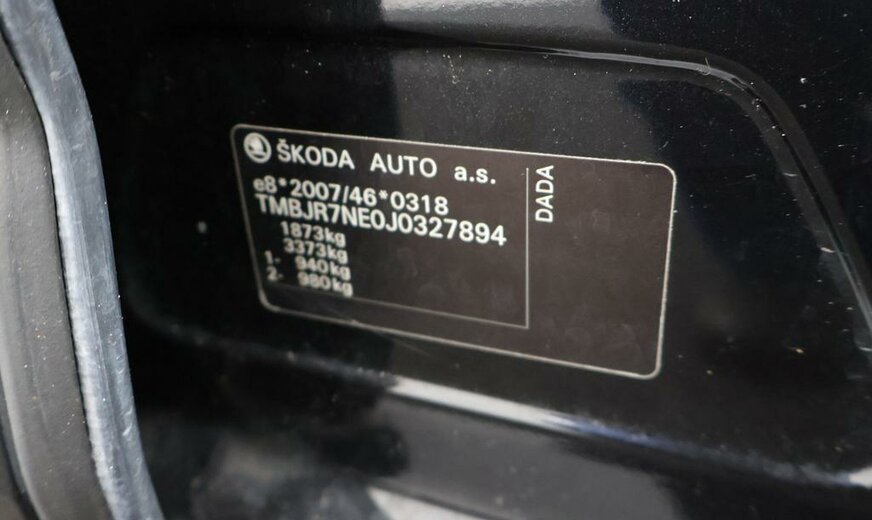 ŠKODA AUTO a.s.
e8*2007/46*0318
TMBJR7NE0J0327894
1873kg
3373kg
1- 940kg
2- 980kg
DADA